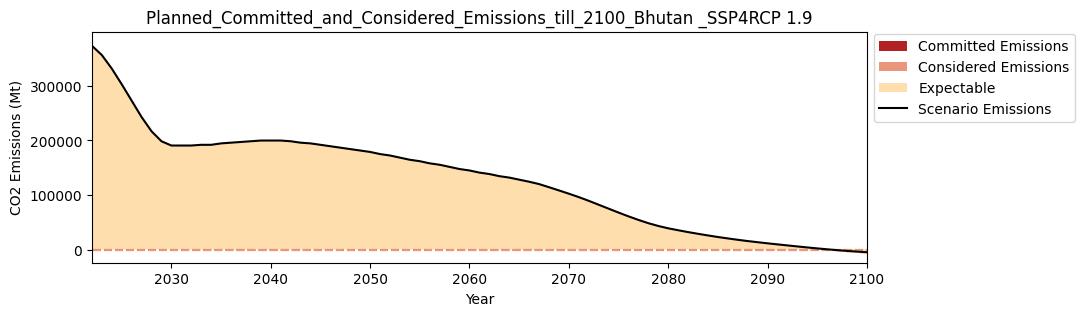 Planned_Committed_and_Considered_Emissions_till_2100_Bhutan _SSP4RCP 1.9
CO2 Emissions (Mt)
300000
200000
100000
0
2030 2040 2050 2060 2070 2080 2090 2100
Year
Committed Emissions
Considered Emissions
Expectable
Scenario Emissions